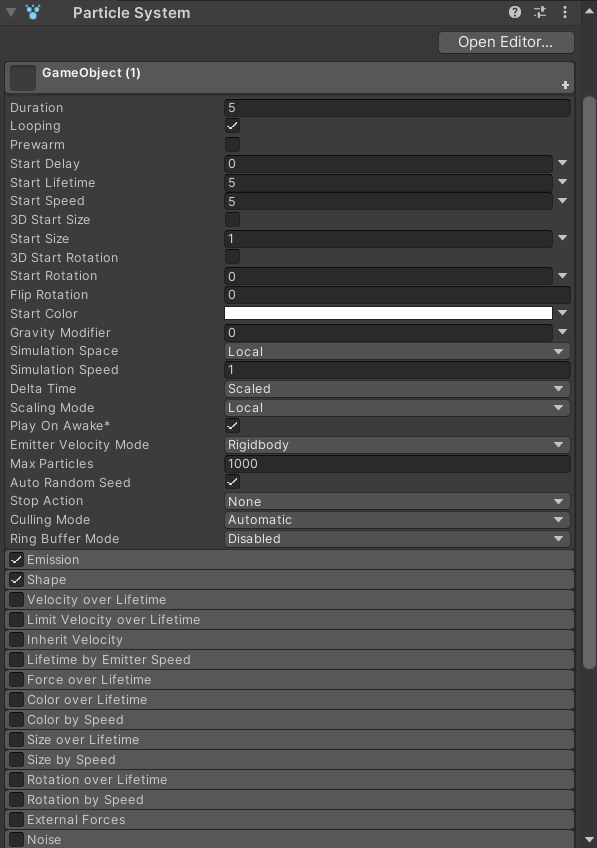 Particle System
Open Editor...
GameObject (1)
Duration 5
Looping
Prewarm
Start Delay 0
Start Lifetime 5
Start Speed 5
3D Start Size
Start Size 1
3D Start Rotation
Start Rotation 0
Flip Rotation 0
Start Color
Gravity Modifier 0
Simulation Space Local
Simulation Speed 1
Delta Time Scaled
Scaling Mode Local
Play On Awake*
Emitter Velocity Mode Rigidbody
Max Particles 1000
Auto Random Seed
Stop Action None
Culling Mode Automatic
Ring Buffer Mode Disabled
Emission
Shape
Velocity over Lifetime
Limit Velocity over Lifetime
Inherit Velocity
Lifetime by Emitter Speed
Force over Lifetime
Color over Lifetime
Color by Speed
Size over Lifetime
Size by Speed
Rotation over Lifetime
Rotation by Speed
External Forces
Noise